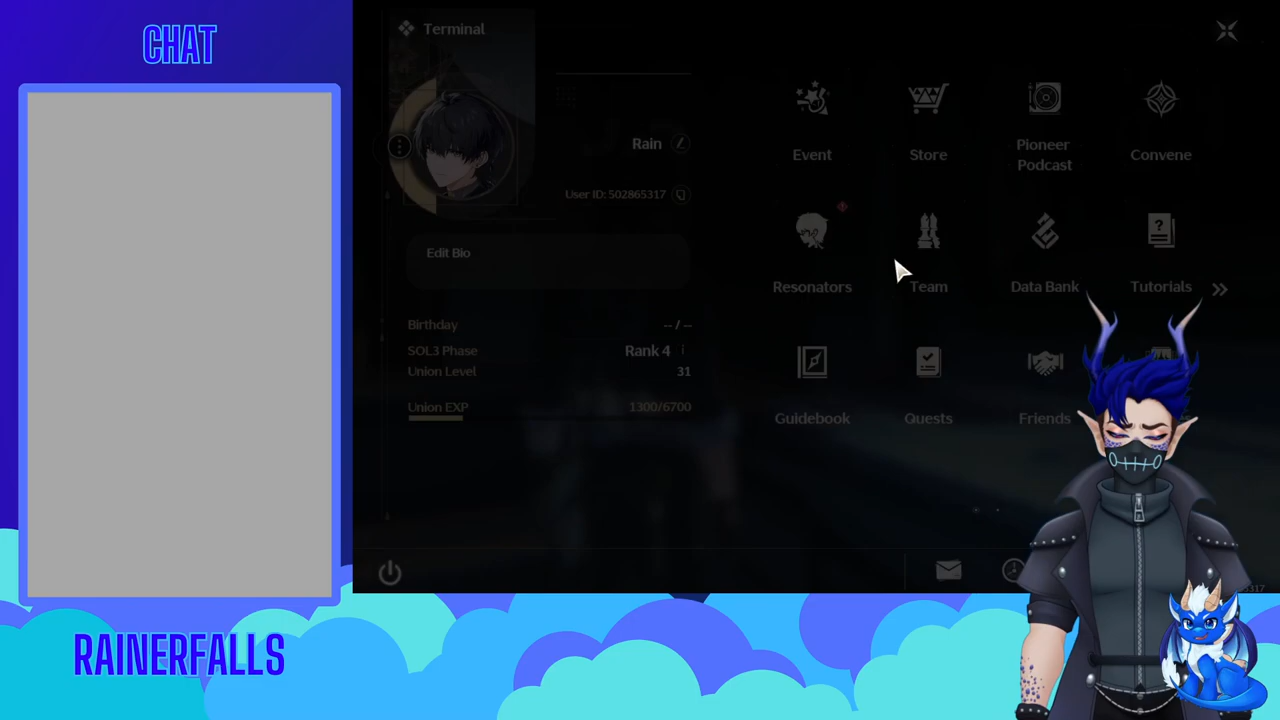 CHAT
RAINERFALLS
Terminal
Rain
User ID: 502865317
Edit Bio
Birthday
-- / --
SOL3 Phase
Rank 4
Union Level
31
Union EXP
1300/6700
Event
Store
Pioneer
Podcast
Convene
Resonators
Team
Data Bank
Tutorials
Guidebook
Quests
Friends